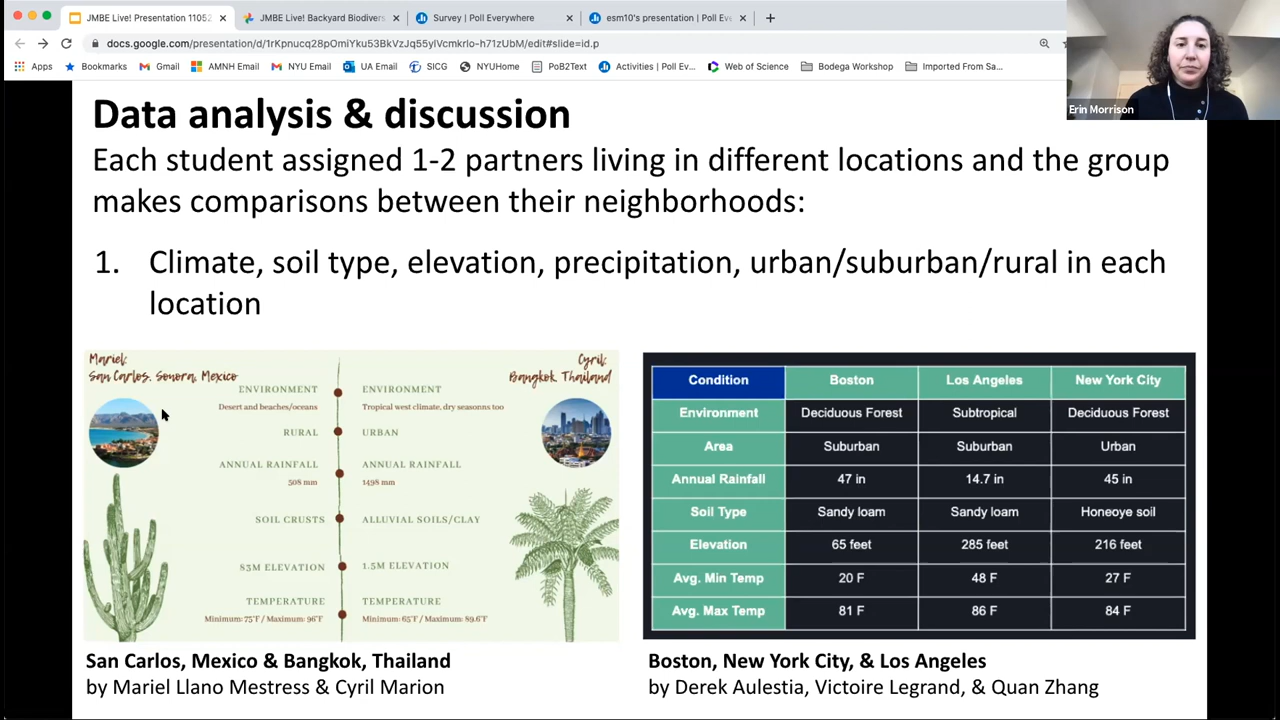 JMBE Live! Presentation 11052
JMBE Live! Backyard Biodivers
Survey | Poll Everywhere
esm10's presentation | Poll Ev
docs.google.com/presentation/d/1rKpnucq28pOmiYku53BkVzJq55yIVcmkrIo-h71zUbM/edit#slide=id.p
Apps
Bookmarks
Gmail
AMNH Email
NYU Email
UA Email
SICG
NYUHome
PoB2Text
Activities | Poll Ev...
Web of Science
Bodega Workshop
Imported From Sa...
Erin Morrison
Data analysis & discussion
Each student assigned 1-2 partners living in different locations and the group
makes comparisons between their neighborhoods:
1. Climate, soil type, elevation, precipitation, urban/suburban/rural in each
location
Mariel:
San Carlos, Sonora, Mexico
Cyril:
Bangkok, Thailand
ENVIRONMENT ENVIRONMENT
Desert and beaches/oceans Tropical west climate, dry seasonns too
RURAL URBAN
ANNUAL RAINFALL ANNUAL RAINFALL
508 mm 1498 mm
SOIL CRUSTS ALLUVIAL SOILS/CLAY
83M ELEVATION 1.5M ELEVATION
TEMPERATURE TEMPERATURE
Minimum: 75°F / Maximum: 96°F Minimum: 65°F / Maximum: 89.6°F
Condition Boston Los Angeles New York City
Environment Deciduous Forest Subtropical Deciduous Forest
Area Suburban Suburban Urban
Annual Rainfall 47 in 14.7 in 45 in
Soil Type Sandy loam Sandy loam Honeoye soil
Elevation 65 feet 285 feet 216 feet
Avg. Min Temp 20 F 48 F 27 F
Avg. Max Temp 81 F 86 F 84 F
San Carlos, Mexico & Bangkok, Thailand
by Mariel Llano Mestress & Cyril Marion
Boston, New York City, & Los Angeles
by Derek Aulestia, Victoire Legrand, & Quan Zhang